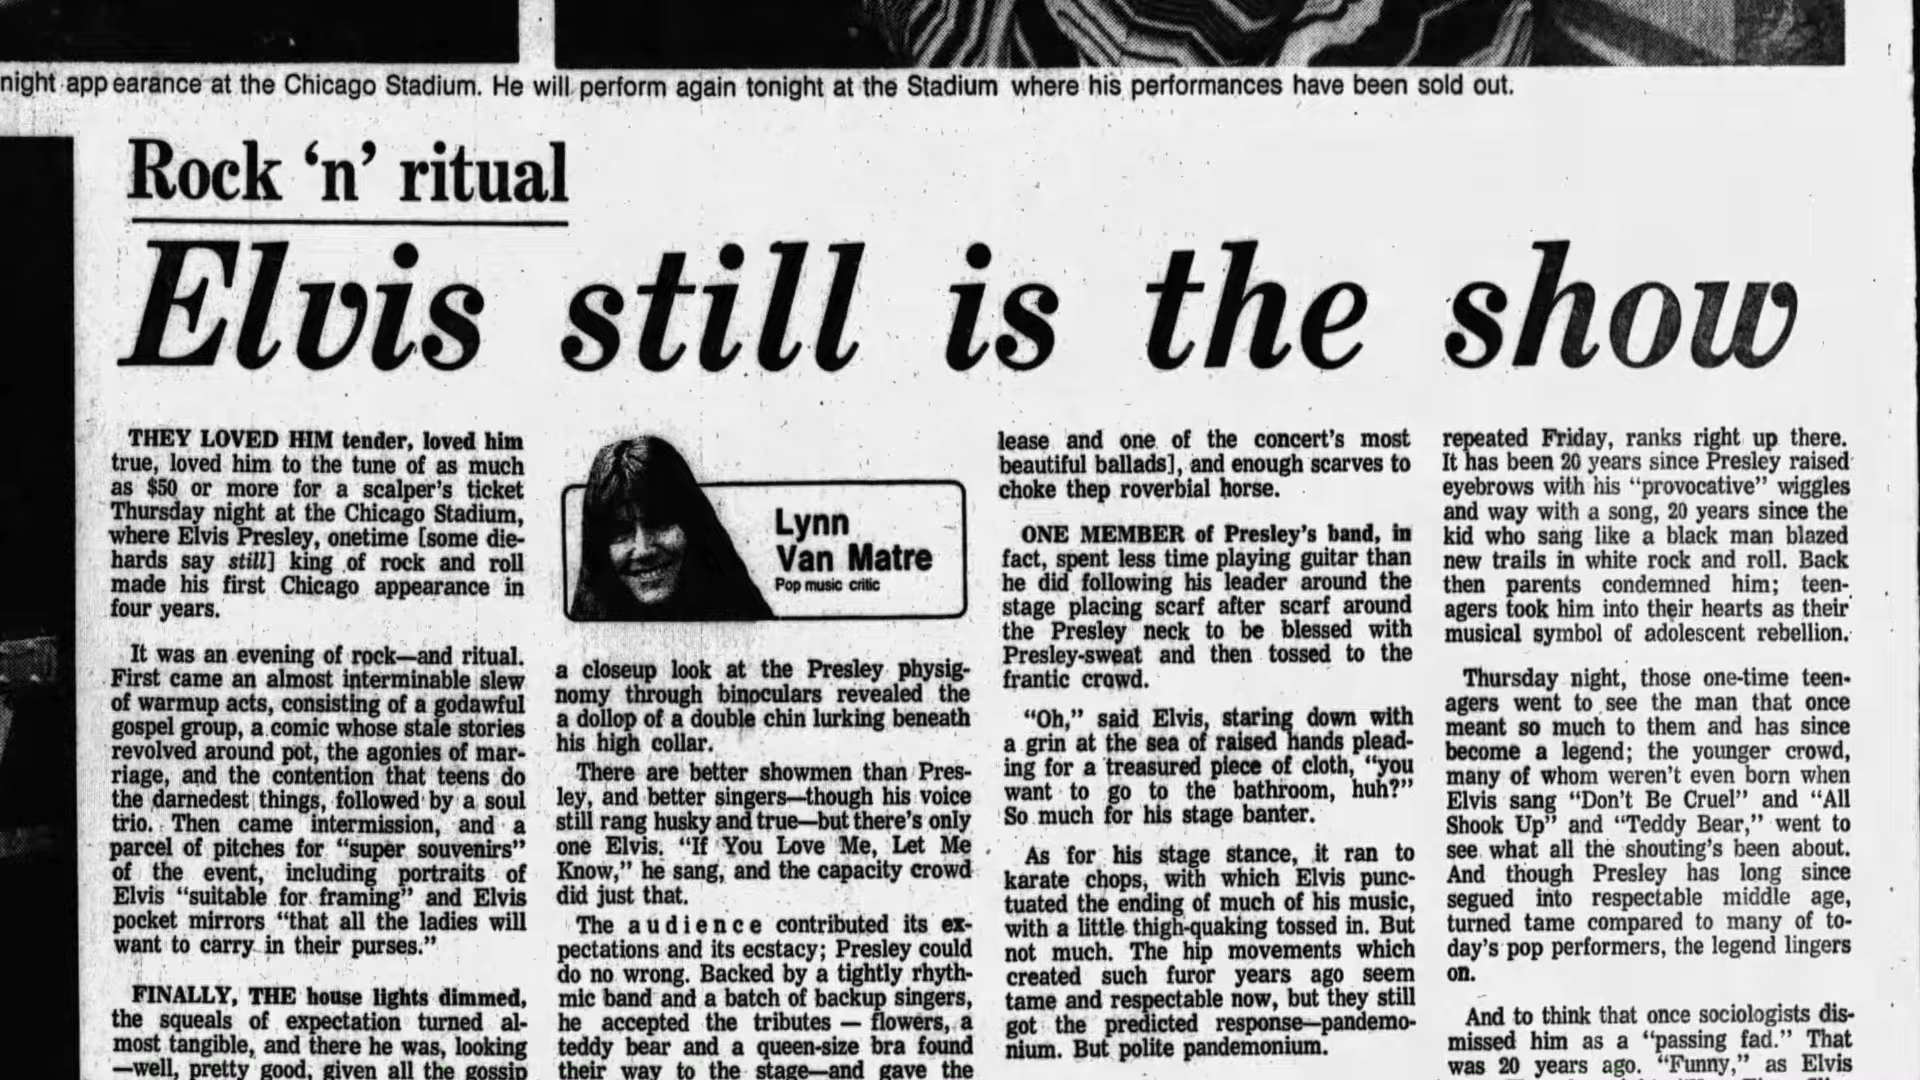 night app earance at the Chicago Stadium. He will perform again tonight at the Stadium where his performances have been sold out.
Rock ‘n’ ritual
Elvis still is the show
THEY LOVED HIM tender, loved him
true, loved him to the tune of as much
as $50 or more for a scalper's ticket
Thursday night at the Chicago Stadium,
where Elvis Presley, onetime [some die-
hards say still] king of rock and roll
made his first Chicago appearance in
four years.
It was an evening of rock—and ritual.
First came an almost interminable slew
of warmup acts, consisting of a godawful
gospel group, a comic whose stale stories
revolved around pot, the agonies of mar-
riage, and the contention that teens do
the darnedest things, followed by a soul
trio. Then came intermission, and a
parcel of pitches for “super souvenirs”
of the event, including portraits of
Elvis “suitable for framing” and Elvis
pocket mirrors “that all the ladies will
want to carry in their purses.”
FINALLY, THE house lights dimmed,
the squeals of expectation turned al-
most tangible, and there he was, looking
—well, pretty good, given all the gossip
Lynn
Van Matre
Pop music critic
a closeup look at the Presley physig-
nomy through binoculars revealed the
a dollop of a double chin lurking beneath
his high collar.
There are better showmen than Pres-
ley, and better singers—though his voice
still rang husky and true—but there's only
one Elvis. “If You Love Me, Let Me
Know,” he sang, and the capacity crowd
did just that.
The audience contributed its ex-
pectations and its ecstacy; Presley could
do no wrong. Backed by a tightly rhyth-
mic band and a batch of backup singers,
he accepted the tributes — flowers, a
teddy bear and a queen-size bra found
their way to the stage—and gave the
lease and one of the concert's most
beautiful ballads], and enough scarves to
choke thep roverbial horse.
ONE MEMBER of Presley's band, in
fact, spent less time playing guitar than
he did following his leader around the
stage placing scarf after scarf around
the Presley neck to be blessed with
Presley-sweat and then tossed to the
frantic crowd.
“Oh,” said Elvis, staring down with
a grin at the sea of raised hands plead-
ing for a treasured piece of cloth, “you
want to go to the bathroom, huh?”
So much for his stage banter.
As for his stage stance, it ran to
karate chops, with which Elvis punc-
tuated the ending of much of his music,
with a little thigh-quaking tossed in. But
not much. The hip movements which
created such furor years ago seem
tame and respectable now, but they still
got the predicted response—pandemo-
nium. But polite pandemonium.
repeated Friday, ranks right up there.
It has been 20 years since Presley raised
eyebrows with his “provocative” wiggles
and way with a song, 20 years since the
kid who sang like a black man blazed
new trails in white rock and roll. Back
then parents condemned him; teen-
agers took him into their hearts as their
musical symbol of adolescent rebellion.
Thursday night, those one-time teen-
agers went to see the man that once
meant so much to them and has since
become a legend; the younger crowd,
many of whom weren't even born when
Elvis sang “Don't Be Cruel” and “All
Shook Up” and “Teddy Bear,” went to
see what all the shouting's been about.
And though Presley has long since
segued into respectable middle age,
turned tame compared to many of to-
day's pop performers, the legend lingers
on.
And to think that once sociologists dis-
missed him as a “passing fad.” That
was 20 years ago. “Funny,” as Elvis